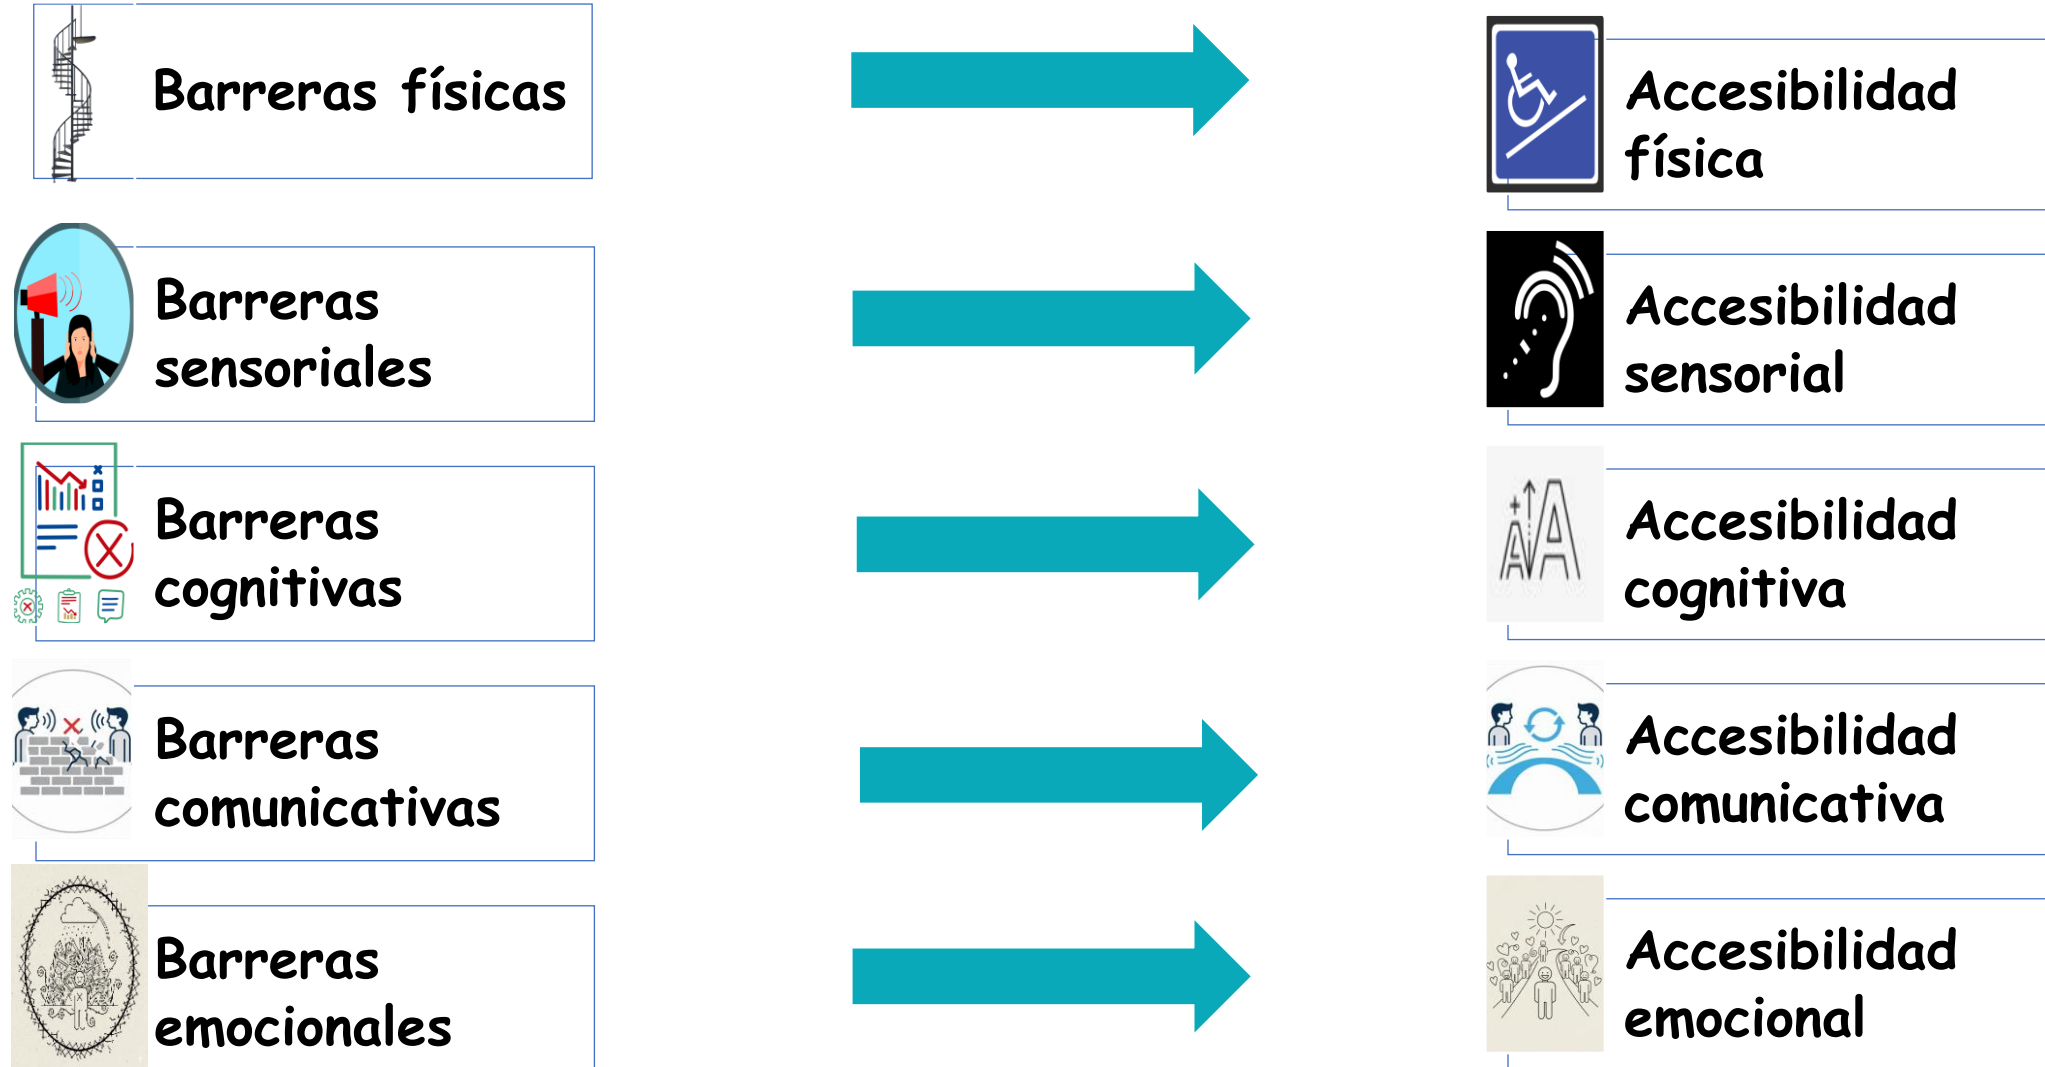 Barreras físicas
Accesibilidad
física
Barreras
sensoriales
Accesibilidad
sensorial
Barreras
cognitivas
Accesibilidad
cognitiva
Barreras
comunicativas
Accesibilidad
comunicativa
Barreras
emocionales
Accesibilidad
emocional